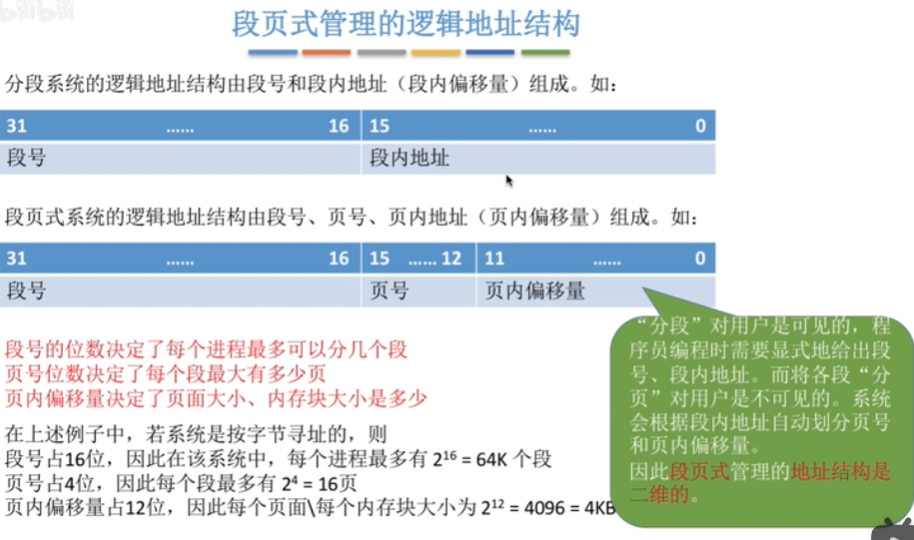 段页式管理的逻辑地址结构
分段系统的逻辑地址结构由段号和段内地址（段内偏移量）组成。如：
31 …… 16 15 …… 0
段号 段内地址
段页式系统的逻辑地址结构由段号、页号、页内地址（页内偏移量）组成。如：
31 …… 16 15 …… 12 11 …… 0
段号 页号 页内偏移量
段号的位数决定了每个进程最多可以分几个段
页号位数决定了每个段最大有多少页
页内偏移量决定了页面大小、内存块大小是多少
在上述例子中，若系统是按字节寻址的，则
段号占16位，因此在该系统中，每个进程最多有 2¹⁶ = 64K 个段
页号占4位，因此每个段最多有 2⁴ = 16页
页内偏移量占12位，因此每个页面\每个内存块大小为 2¹² = 4096 = 4KB
“分段”对用户是可见的，程
序员编程时需要显式地给出段
号、段内地址。而将各段“分
页”对用户是不可见的。系统
会根据段内地址自动划分页号
和页内偏移量。
因此段页式管理的地址结构是
二维的。